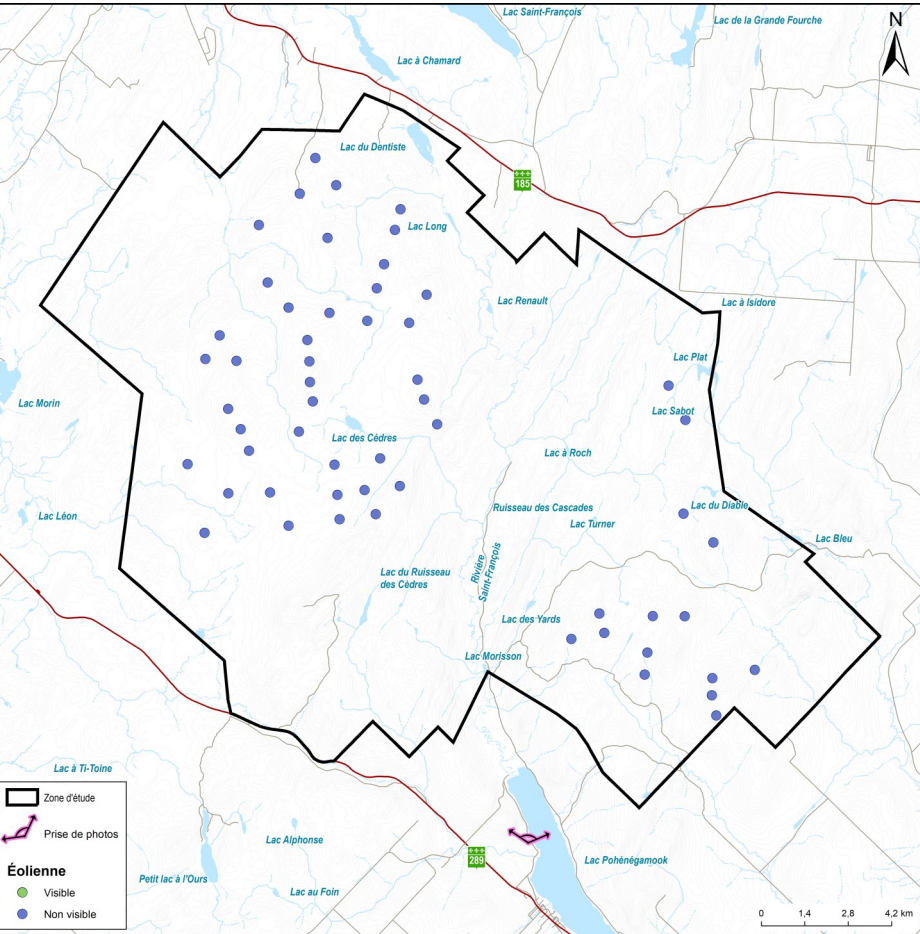 Lac Saint-François
Lac de la Grande Fourche
N
Lac à Chamard
Lac du Dentiste
185
Lac Long
Lac Renault
Lac à Isidore
Lac Plat
Lac Morin
Lac Sabot
Lac des Cèdres
Lac à Roch
Lac Léon
Ruisseau des Cascades
Lac du Diable
Lac Turner
Lac Bleu
Lac du Ruisseau
des Cèdres
Rivière
Saint-François
Lac des Yards
Lac Morisson
Lac à Ti-Toine
Zone d'étude
Prise de photos
Lac Alphonse
289
Lac Pohénégamook
Éolienne
Petit lac à l'Ours
Visible
Lac au Foin
Non visible
0 1,4 2,8 4,2 km